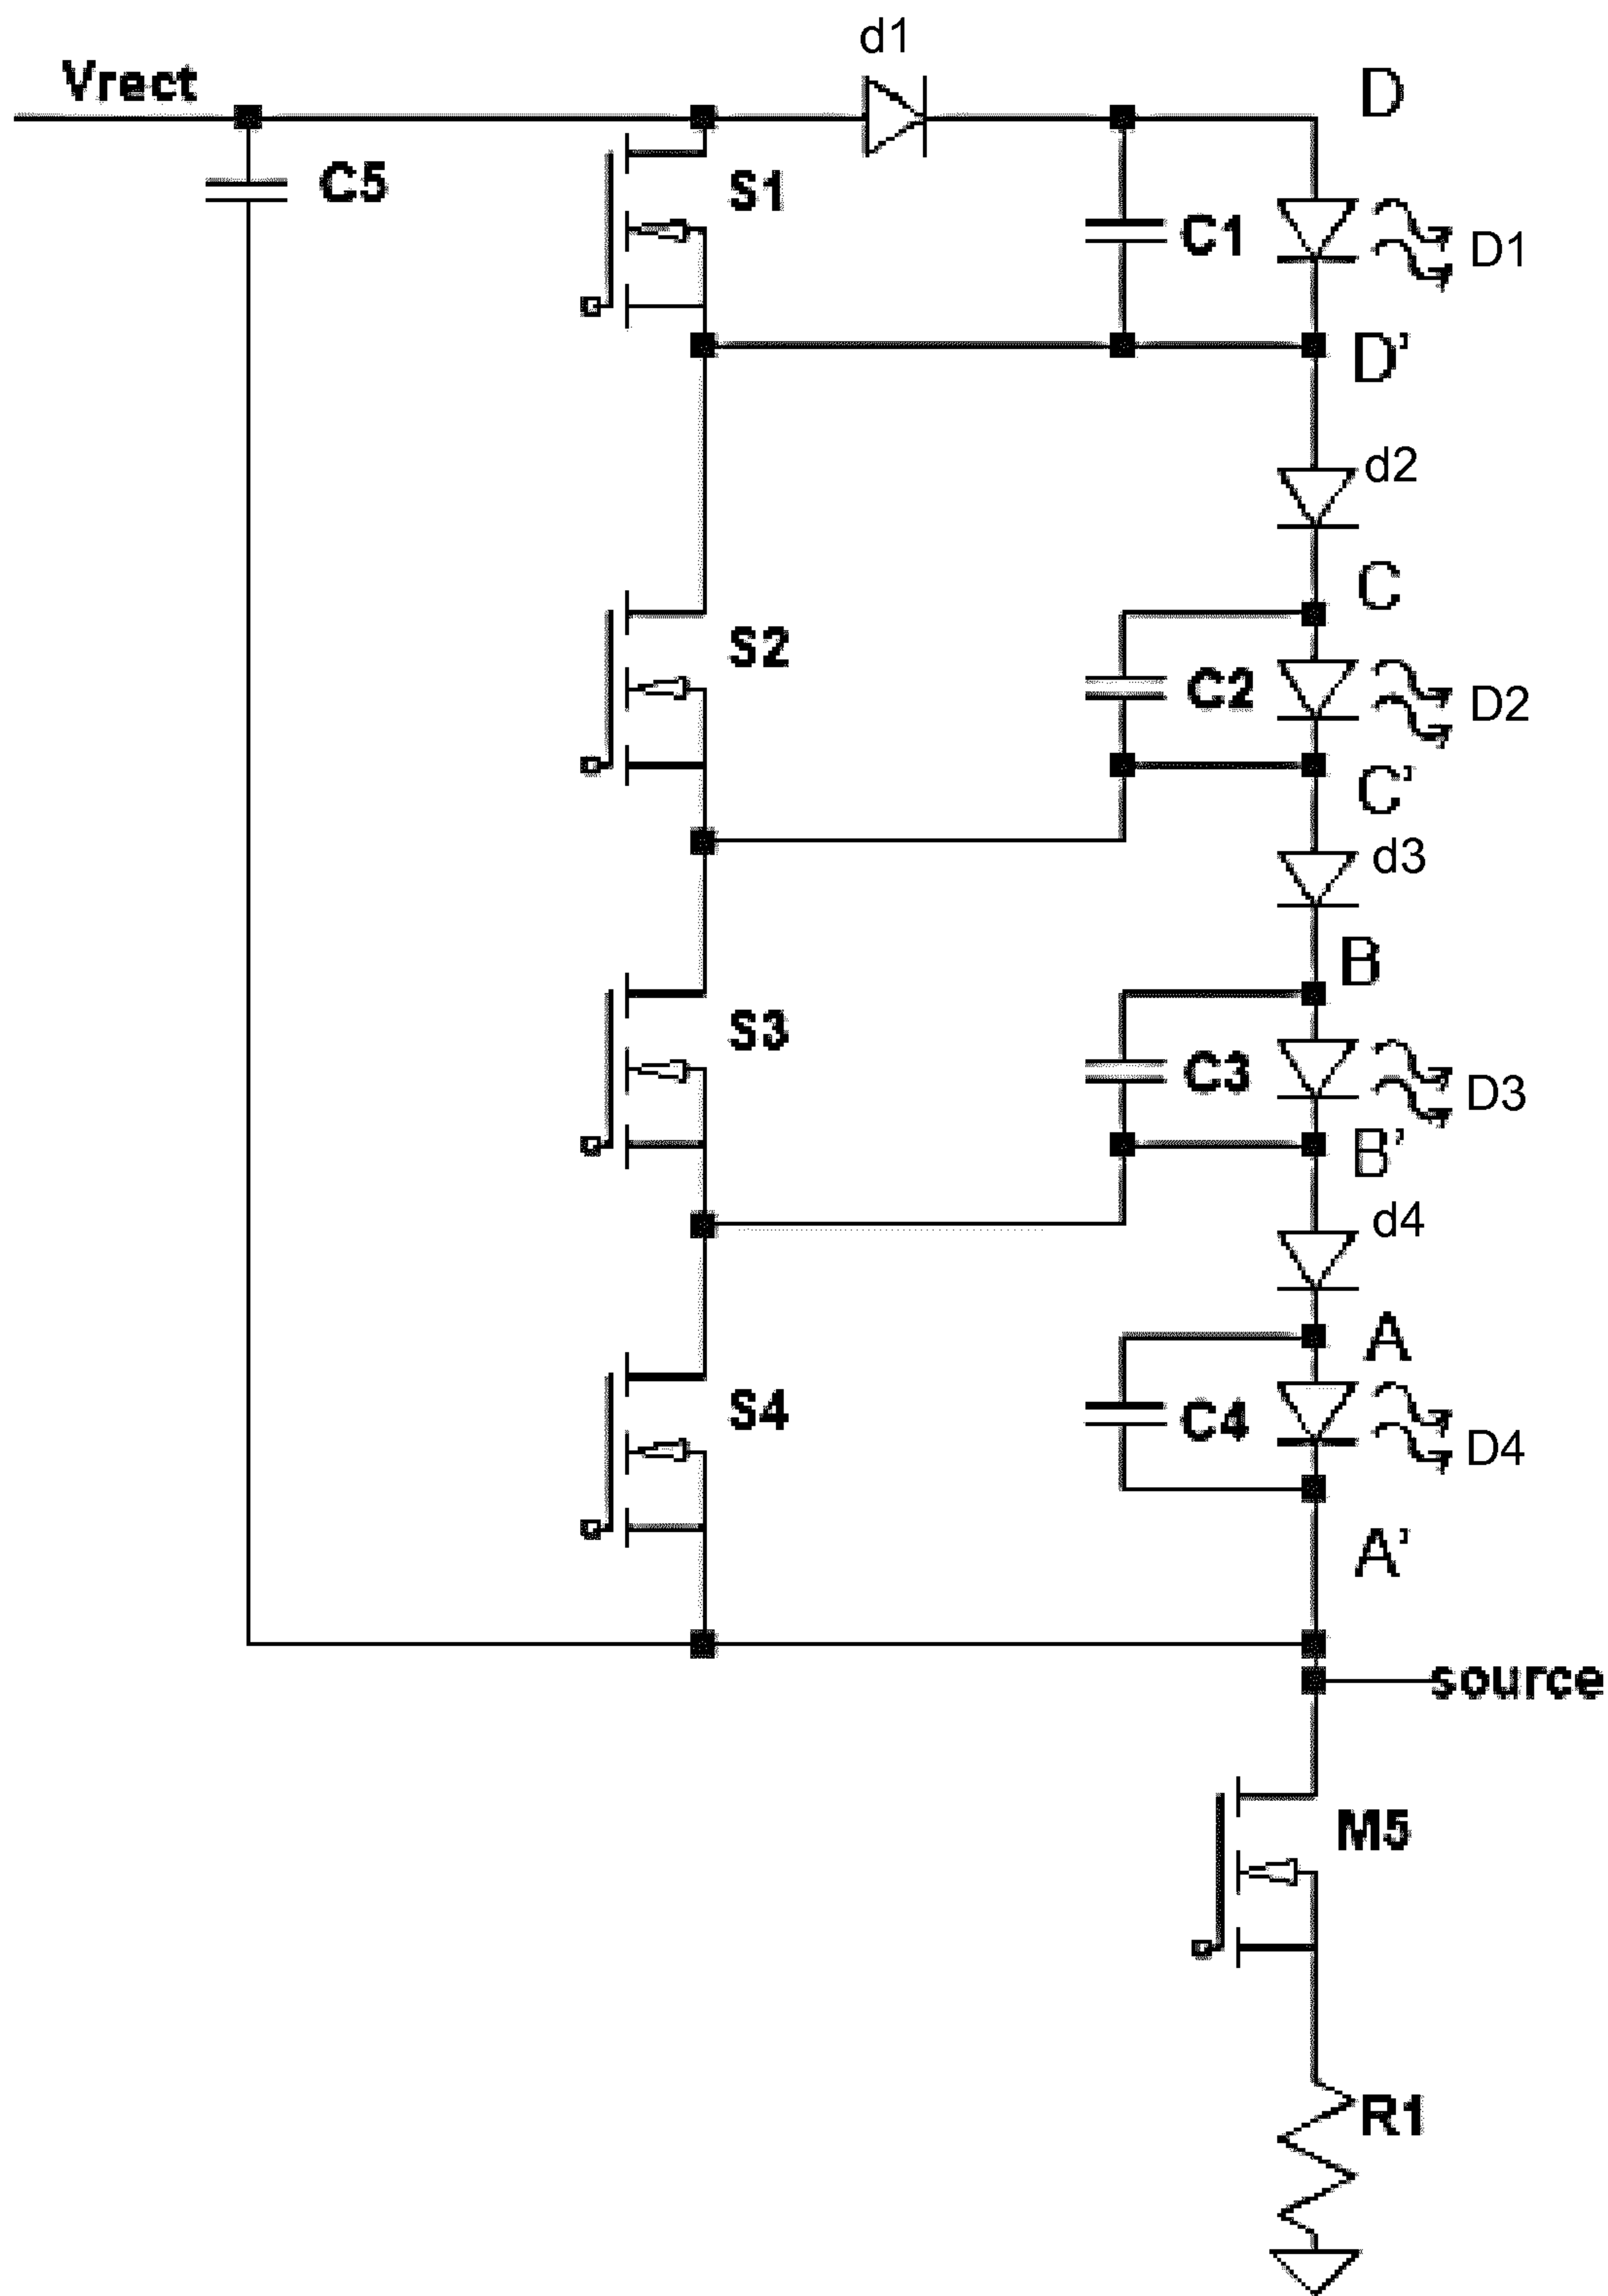 d1
Vrect
D
C5
S1
C1
D1
D'
d2
C
S2
C2
D2
C'
d3
B
S3
C3
D3
B'
d4
A
S4
C4
D4
A'
source
M5
R1